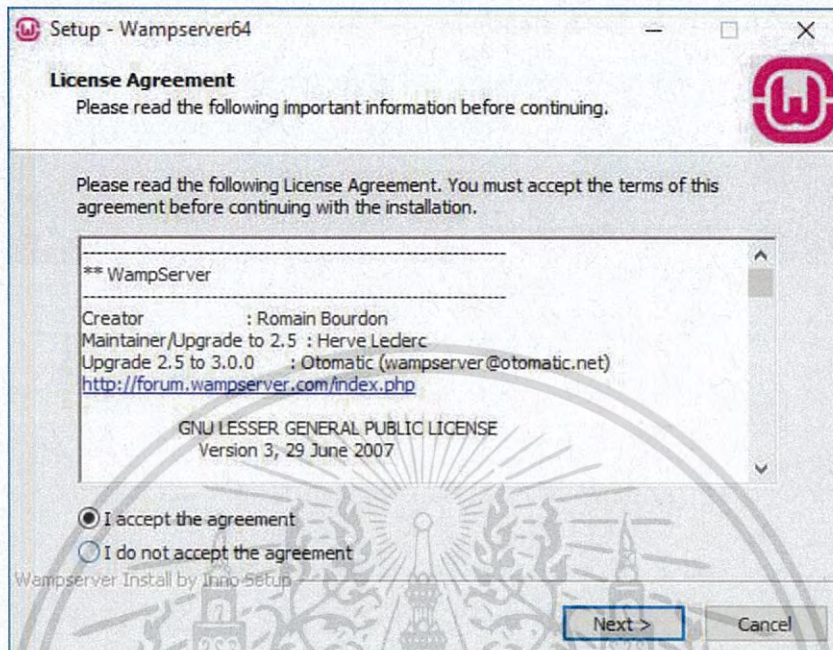 Setup - Wampserver64
License Agreement
Please read the following important information before continuing.
Please read the following License Agreement. You must accept the terms of this
agreement before continuing with the installation.
------------------------------------------------------------
** WampServer
------------------------------------------------------------
Creator : Romain Bourdon
Maintainer/Upgrade to 2.5 : Herve Leclerc
Upgrade 2.5 to 3.0.0 : Otomatic (wampserver@otomatic.net)
http://forum.wampserver.com/index.php
GNU LESSER GENERAL PUBLIC LICENSE
Version 3, 29 June 2007
I accept the agreement
I do not accept the agreement
Wampserver Install by Inno Setup
Next >
Cancel